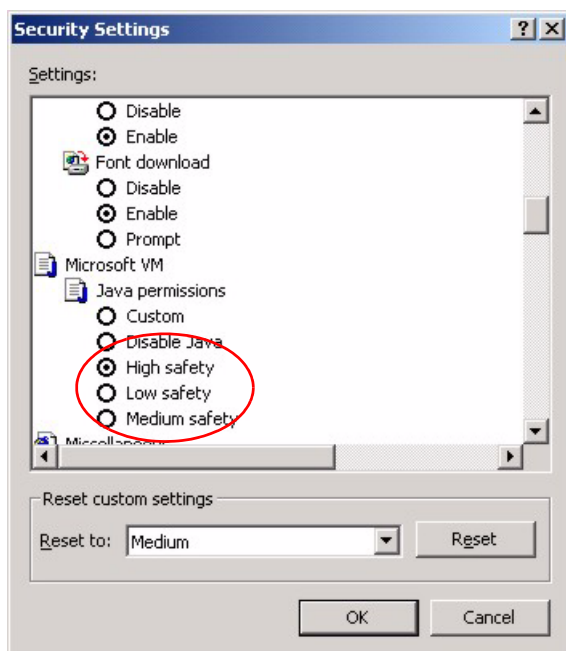 Security Settings
Settings:
Disable
Enable
Font download
Disable
Enable
Prompt
Microsoft VM
Java permissions
Custom
Disable Java
High safety
Low safety
Medium safety
Miscellaneous
Reset custom settings
Reset to: Medium Reset
OK Cancel